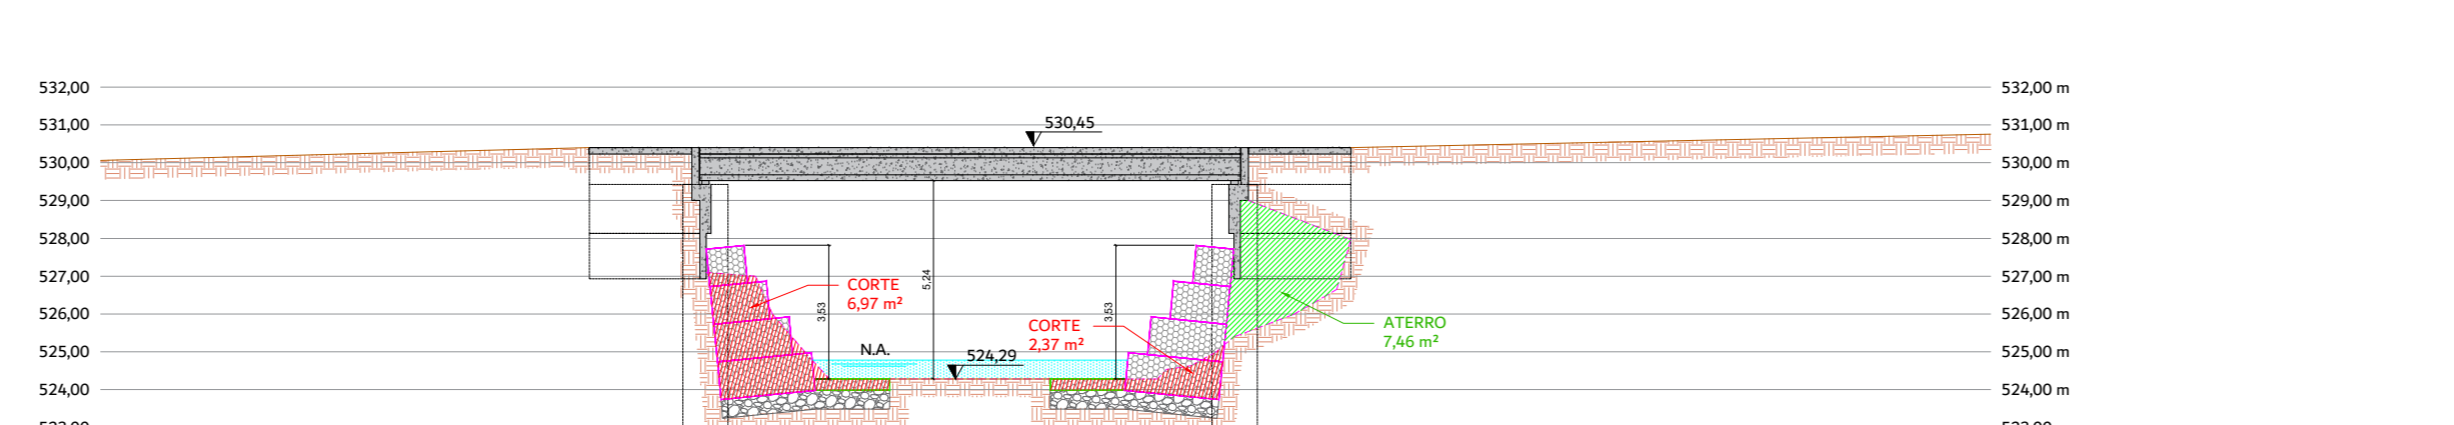 532,00
532,00 m
531,00
530,45
531,00 m
530,00
530,00 m
529,00
529,00 m
528,00
528,00 m
527,00
527,00 m
CORTE
6,97 m²
5,24
3,53
3,53
526,00
526,00 m
CORTE
2,37 m²
ATERRO
7,46 m²
525,00
N.A.
524,29
525,00 m
524,00
524,00 m